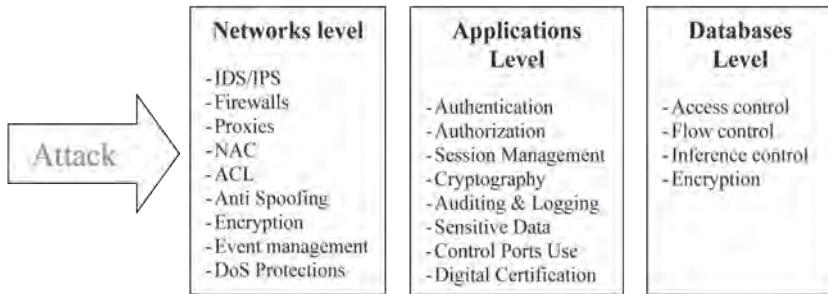 Attack
Networks level
-IDS/IPS
-Firewalls
-Proxies
-NAC
-ACL
-Anti Spoofing
-Encryption
-Event management
-DoS Protections
Applications
Level
-Authentication
-Authorization
-Session Management
-Cryptography
-Auditing & Logging
-Sensitive Data
-Control Ports Use
-Digital Certification
Databases
Level
-Access control
-Flow control
-Inference control
-Encryption